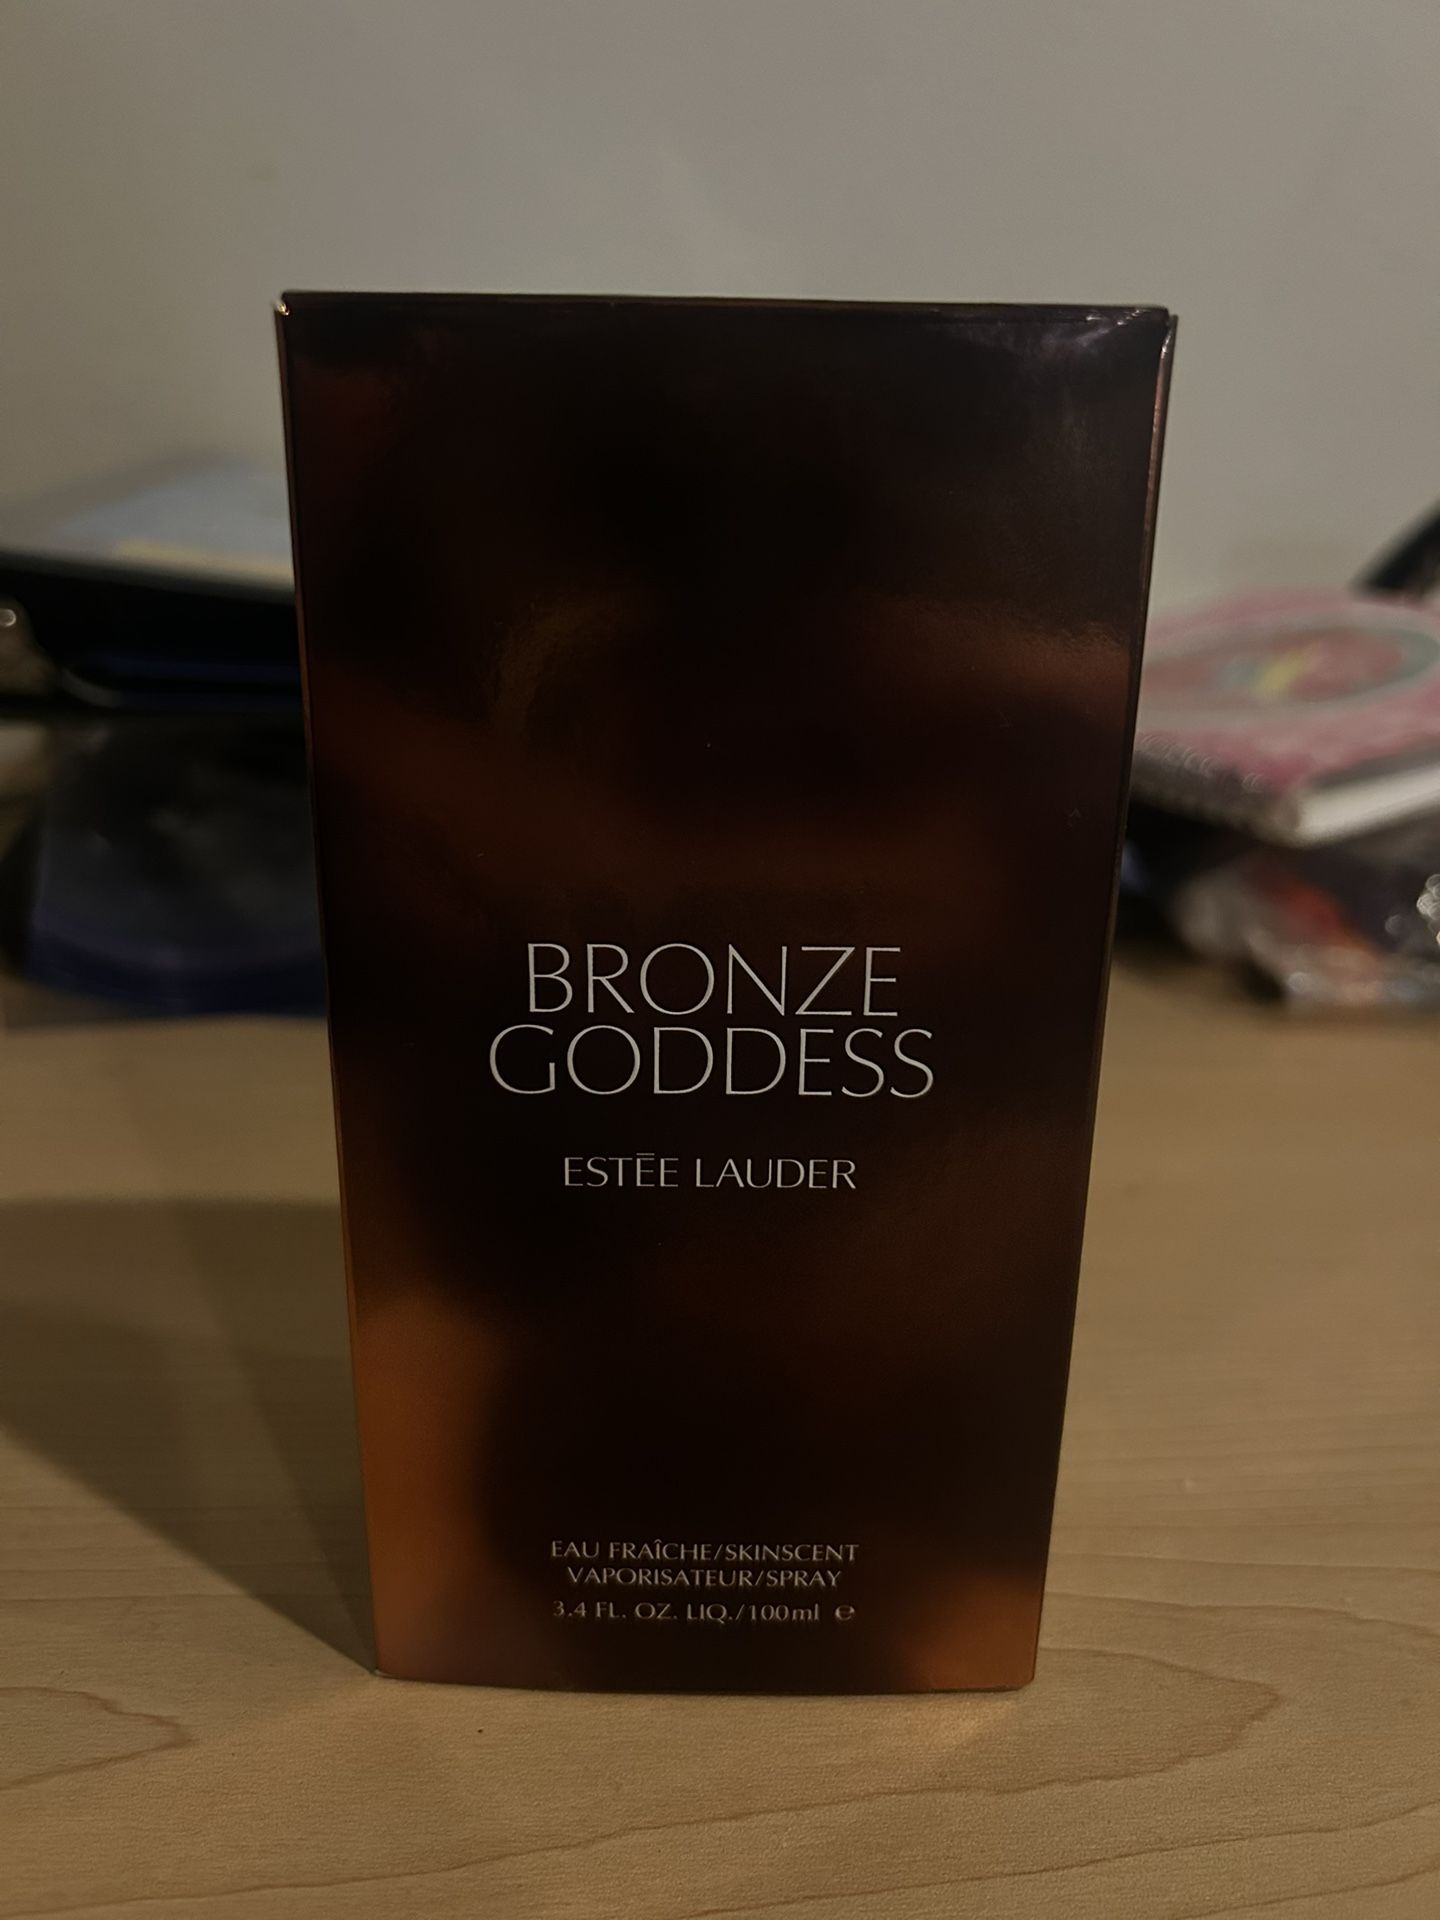 BRONZE
GODDESS
ESTĒE LAUDER
EAU FRAÎCHE/SKINSCENT
VAPORISATEUR/SPRAY
3.4 FL. OZ. LIQ./100ml ℮